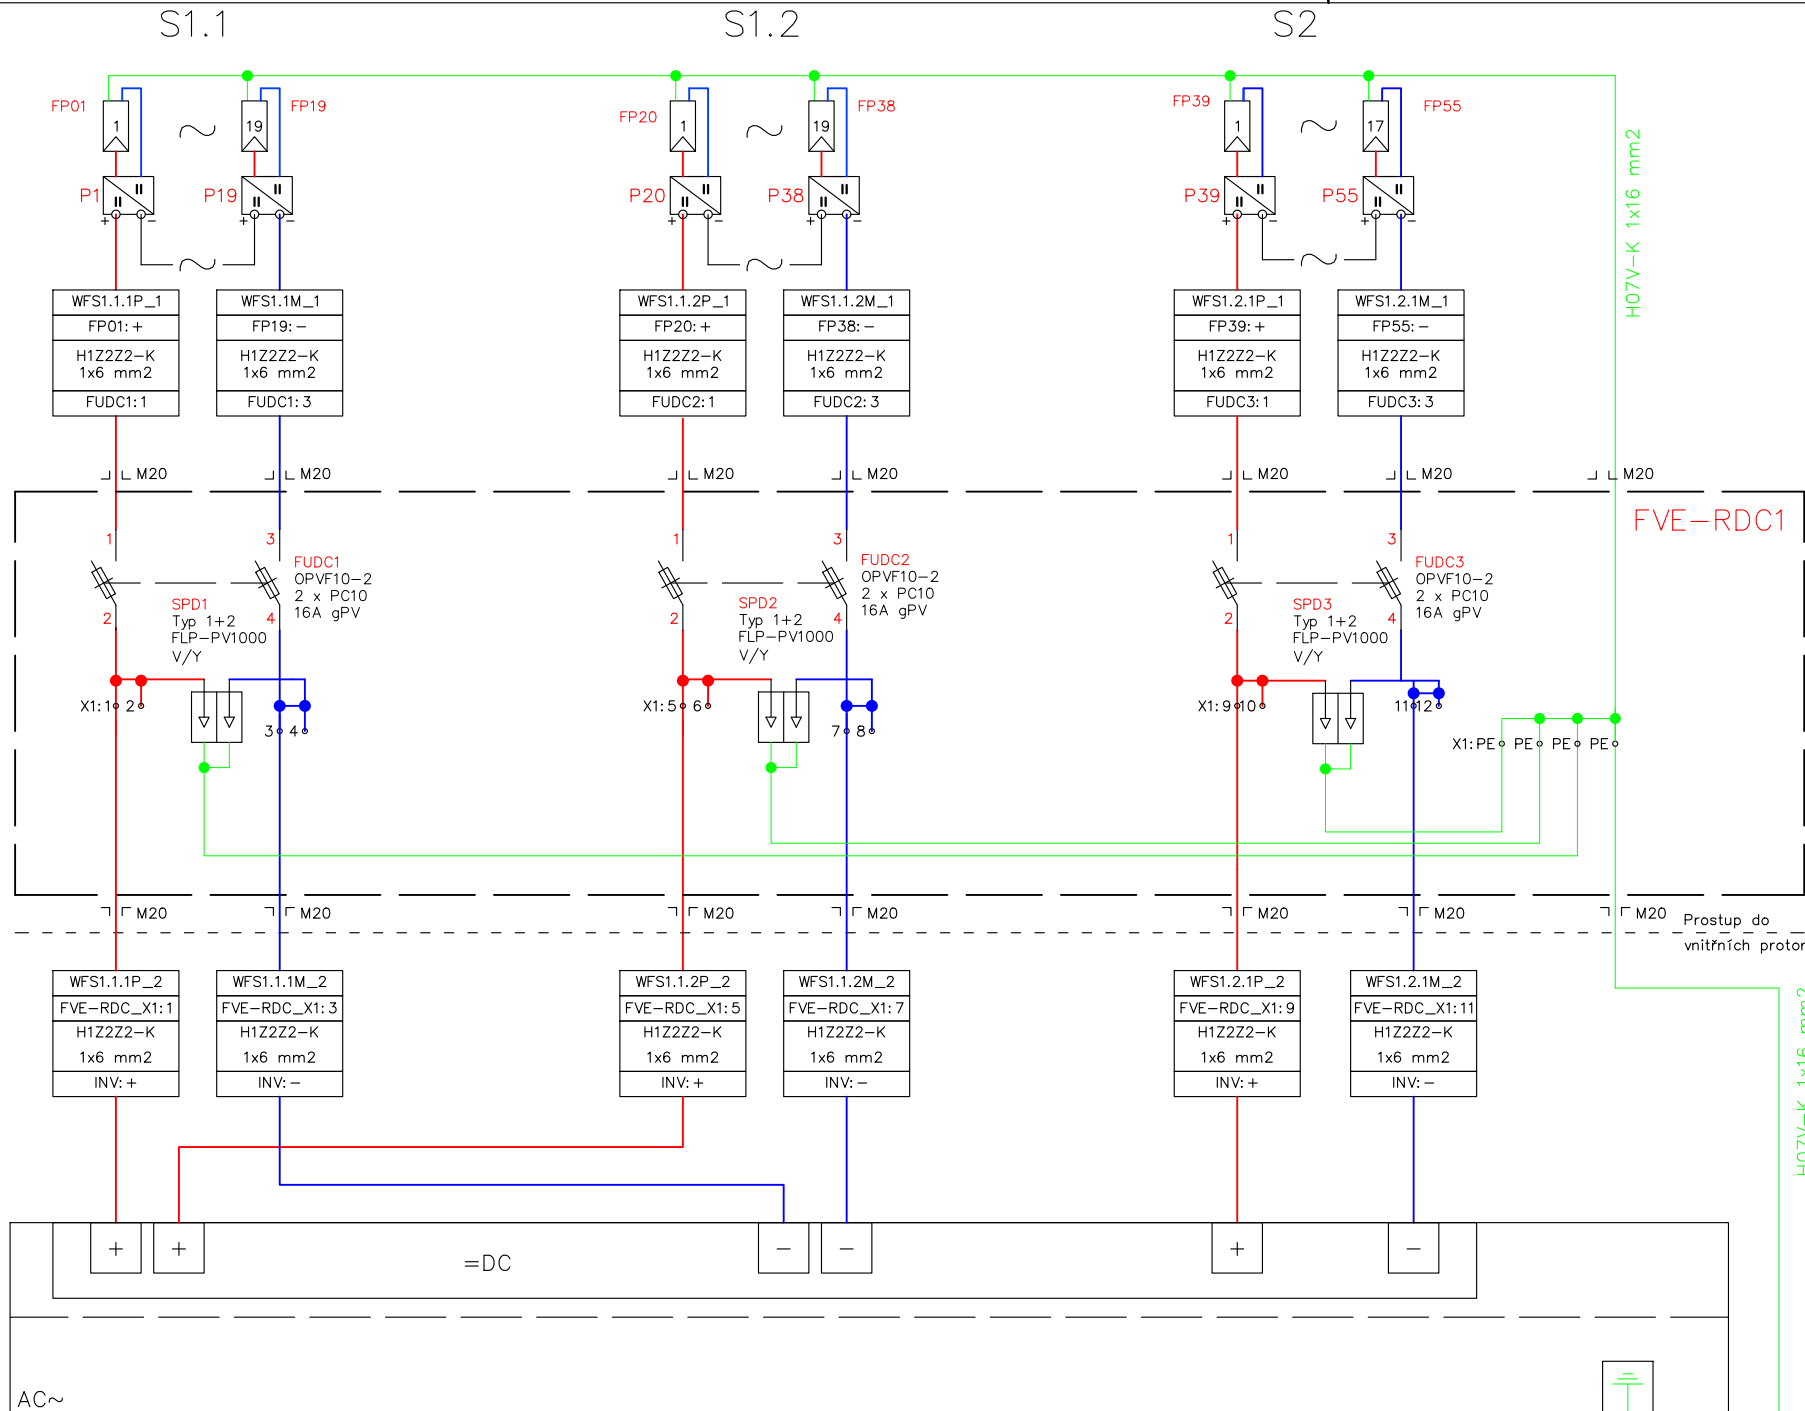 S1.1 S1.2 S2
FP01 FP19 FP20 FP38 FP39 FP55
1 19 1 19 1 17
P1 P19 P20 P38 P39 P55
+ − + − + − + − + − + −
H07V-K 1x16 mm2
WFS1.1.1P_1 WFS1.1M_1 WFS1.1.2P_1 WFS1.1.2M_1 WFS1.2.1P_1 WFS1.2.1M_1
FP01:+ FP19:− FP20:+ FP38:− FP39:+ FP55:−
H1Z2Z2-K H1Z2Z2-K H1Z2Z2-K H1Z2Z2-K H1Z2Z2-K H1Z2Z2-K
1x6 mm2 1x6 mm2 1x6 mm2 1x6 mm2 1x6 mm2 1x6 mm2
FUDC1:1 FUDC1:3 FUDC2:1 FUDC2:3 FUDC3:1 FUDC3:3
M20 M20 M20 M20 M20 M20 M20
FVE-RDC1
1 3 1 3 1 3
FUDC1 FUDC2 FUDC3
OPVF10-2 OPVF10-2 OPVF10-2
2 x PC10 2 x PC10 2 x PC10
16A gPV 16A gPV 16A gPV
SPD1 SPD2 SPD3
2 4 2 4 2 4
Typ 1+2 Typ 1+2 Typ 1+2
FLP-PV1000 FLP-PV1000 FLP-PV1000
V/Y V/Y V/Y
X1:1 2 X1:5 6 X1:9 10 11 12
3 4 7 8
X1:PE PE PE PE
M20 M20 M20 M20 M20 M20 M20
Prostup do
vnitřních protor
WFS1.1.1P_2 WFS1.1.1M_2 WFS1.1.2P_2 WFS1.1.2M_2 WFS1.2.1P_2 WFS1.2.1M_2
FVE-RDC_X1:1 FVE-RDC_X1:3 FVE-RDC_X1:5 FVE-RDC_X1:7 FVE-RDC_X1:9 FVE-RDC_X1:11
H1Z2Z2-K H1Z2Z2-K H1Z2Z2-K H1Z2Z2-K H1Z2Z2-K H1Z2Z2-K
1x6 mm2 1x6 mm2 1x6 mm2 1x6 mm2 1x6 mm2 1x6 mm2
INV:+ INV:− INV:+ INV:− INV:+ INV:−
H07V-K 1x16 mm2
+ + − − + −
=DC
AC~